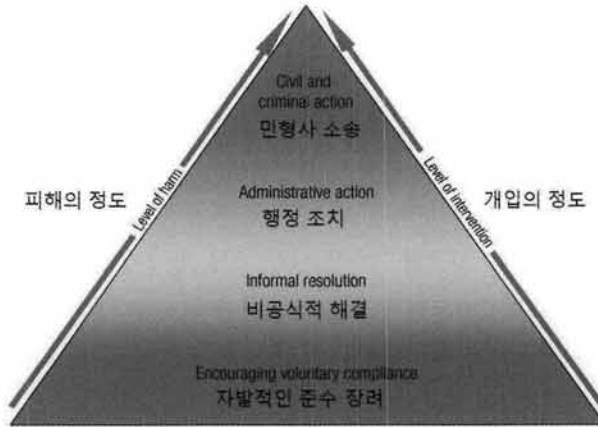 Civil and
criminal action
민형사 소송
피해의 정도
Level of harm
Level of intervention
개입의 정도
Administrative action
행정 조치
Informal resolution
비공식적 해결
Encouraging voluntary compliance
자발적인 준수 장려